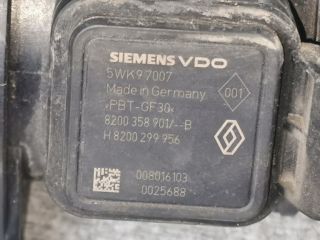 SIEMENS VDO
5WK9 7007
Made in Germany
001
>PBT-GF30<
8200 358 901/--B
H 8200 299 956
008016103
0025688